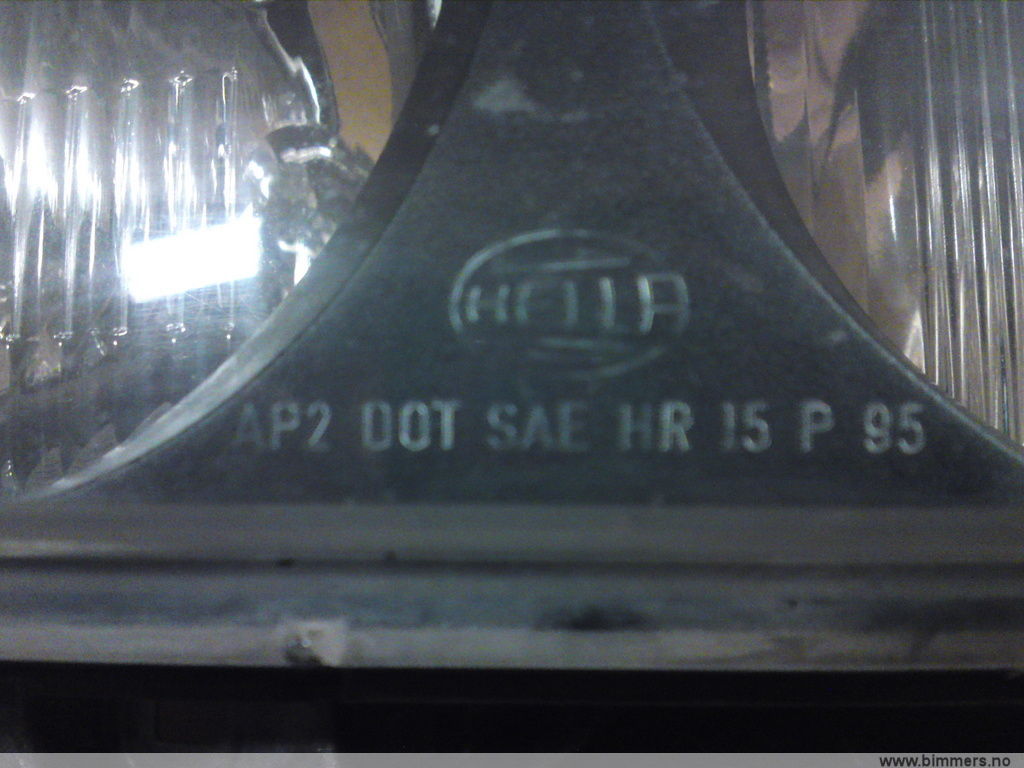 HELLA
AP2 DOT SAE HR 15 P 95
www.bimmers.no